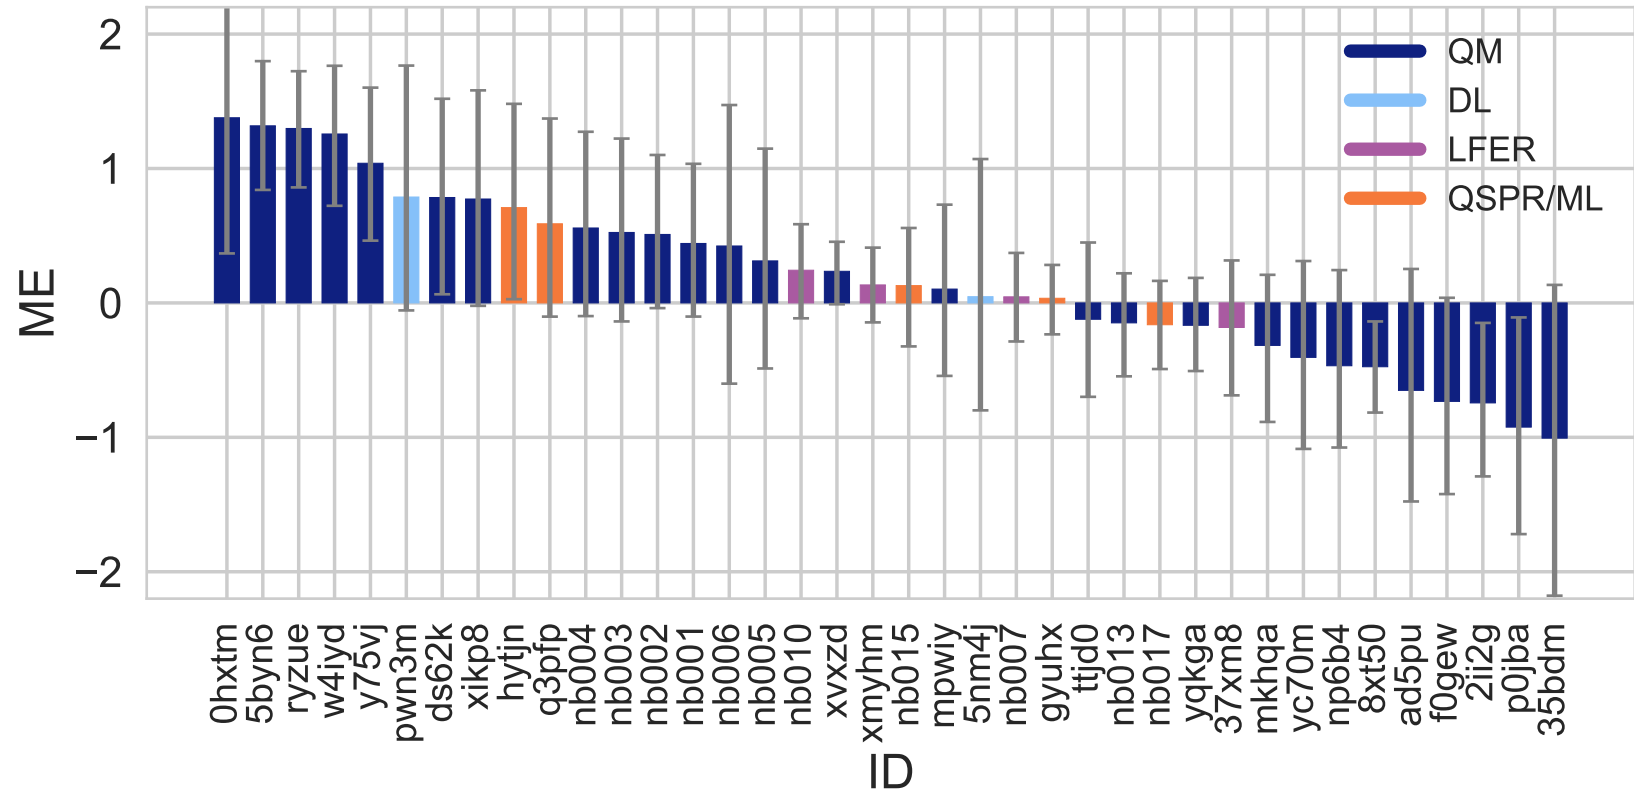 2
1
0
−1
−2
ME
QM
DL
LFER
QSPR/ML
0hxtm
5byn6
ryzue
w4iyd
y75vj
pwn3m
ds62k
xikp8
hytjn
q3pfp
nb004
nb003
nb002
nb001
nb006
nb005
nb010
xvxzd
xmyhm
nb015
mpwiy
5nm4j
nb007
gyuhx
ttjd0
nb013
nb017
yqkga
37xm8
mkhqa
yc70m
np6b4
8xt50
ad5pu
f0gew
2ii2g
p0jba
35bdm
ID